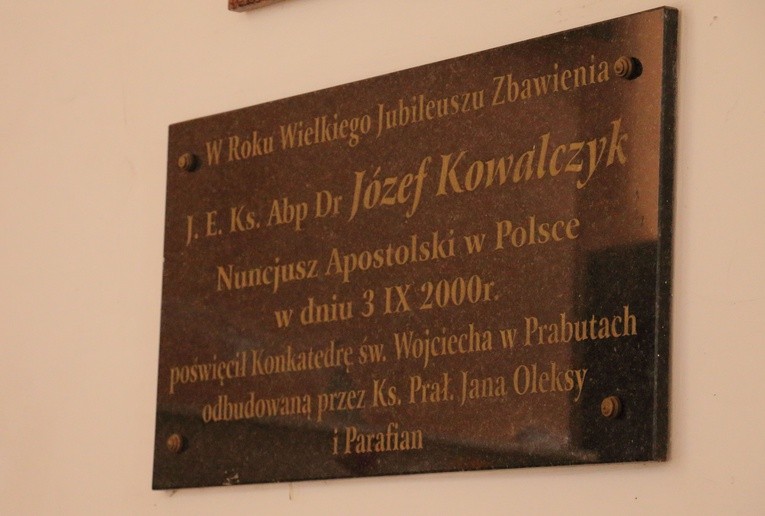 W Roku Wielkiego Jubileuszu Zbawienia
J. E. Ks. Abp Dr Józef Kowalczyk
Nuncjusz Apostolski w Polsce
w dniu 3 IX 2000r.
poświęcił Konkatedrę św. Wojciecha w Prabutach
odbudowaną przez Ks. Prał. Jana Oleksy
i Parafian